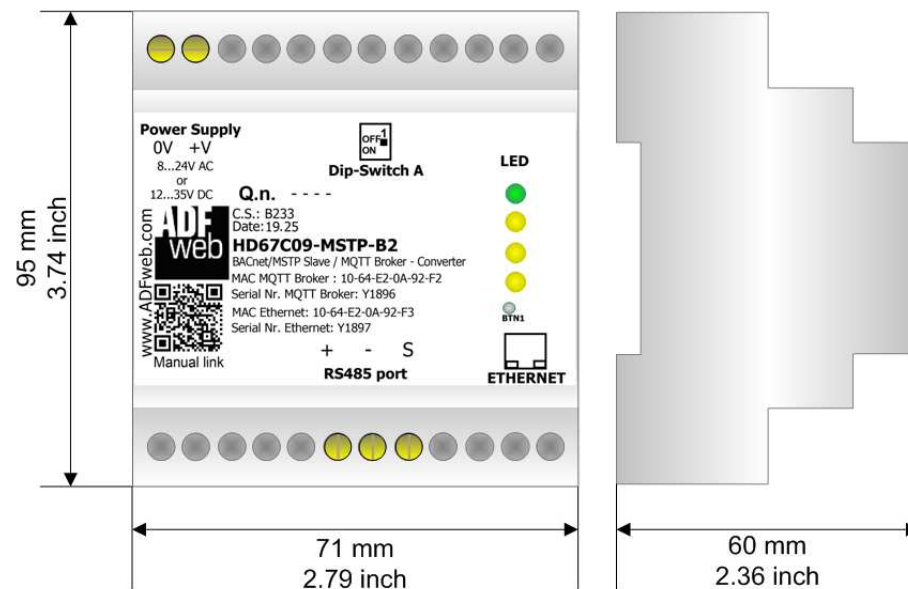 Power Supply
0V +V
8...24V AC
or
12...35V DC
OFF 1
ON
Dip-Switch A
LED
Q.n. - - - -
C.S.: B233
Date:19.25
ADF
web
www.ADFweb.com
HD67C09-MSTP-B2
BACnet/MSTP Slave / MQTT Broker - Converter
MAC MQTT Broker : 10-64-E2-0A-92-F2
Serial Nr. MQTT Broker: Y1896
MAC Ethernet: 10-64-E2-0A-92-F3
Serial Nr. Ethernet: Y1897
Manual link
BTN1
+ - S
RS485 port
ETHERNET
95 mm
3.74 inch
71 mm
2.79 inch
60 mm
2.36 inch